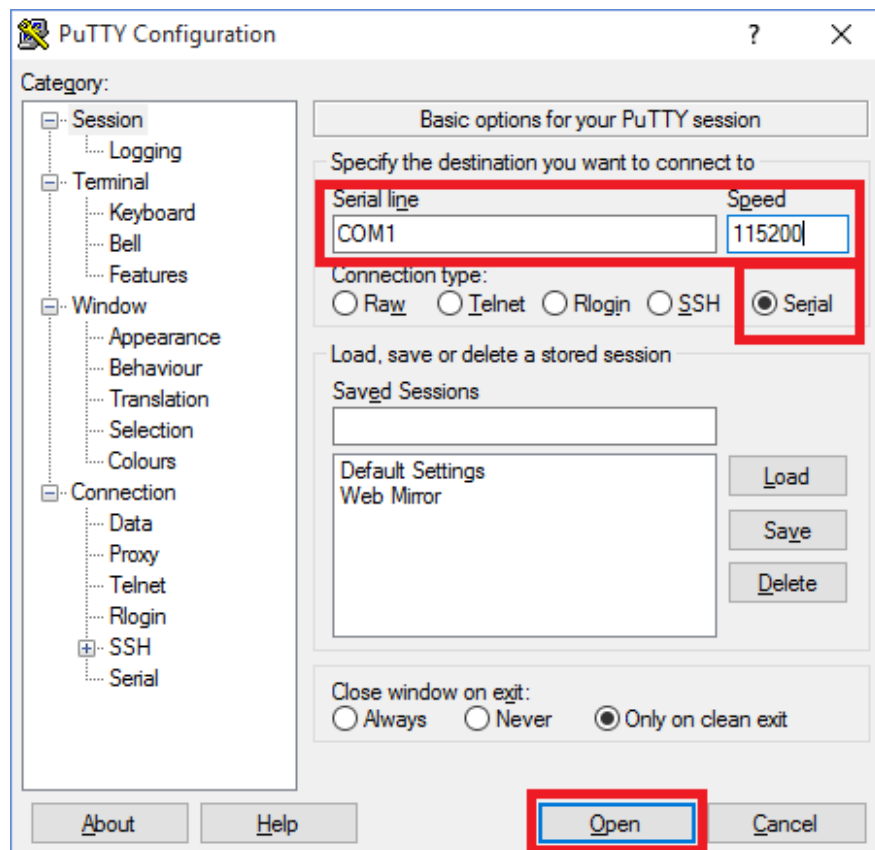 PuTTY Configuration
?
Category:
Session
Logging
Terminal
Keyboard
Bell
Features
Window
Appearance
Behaviour
Translation
Selection
Colours
Connection
Data
Proxy
Telnet
Rlogin
SSH
Serial
Basic options for your PuTTY session
Specify the destination you want to connect to
Serial line Speed
COM1 115200
Connection type:
Raw Telnet Rlogin SSH Serial
Load, save or delete a stored session
Saved Sessions
Default Settings
Web Mirror
Load
Save
Delete
Close window on exit:
Always Never Only on clean exit
About Help Open Cancel